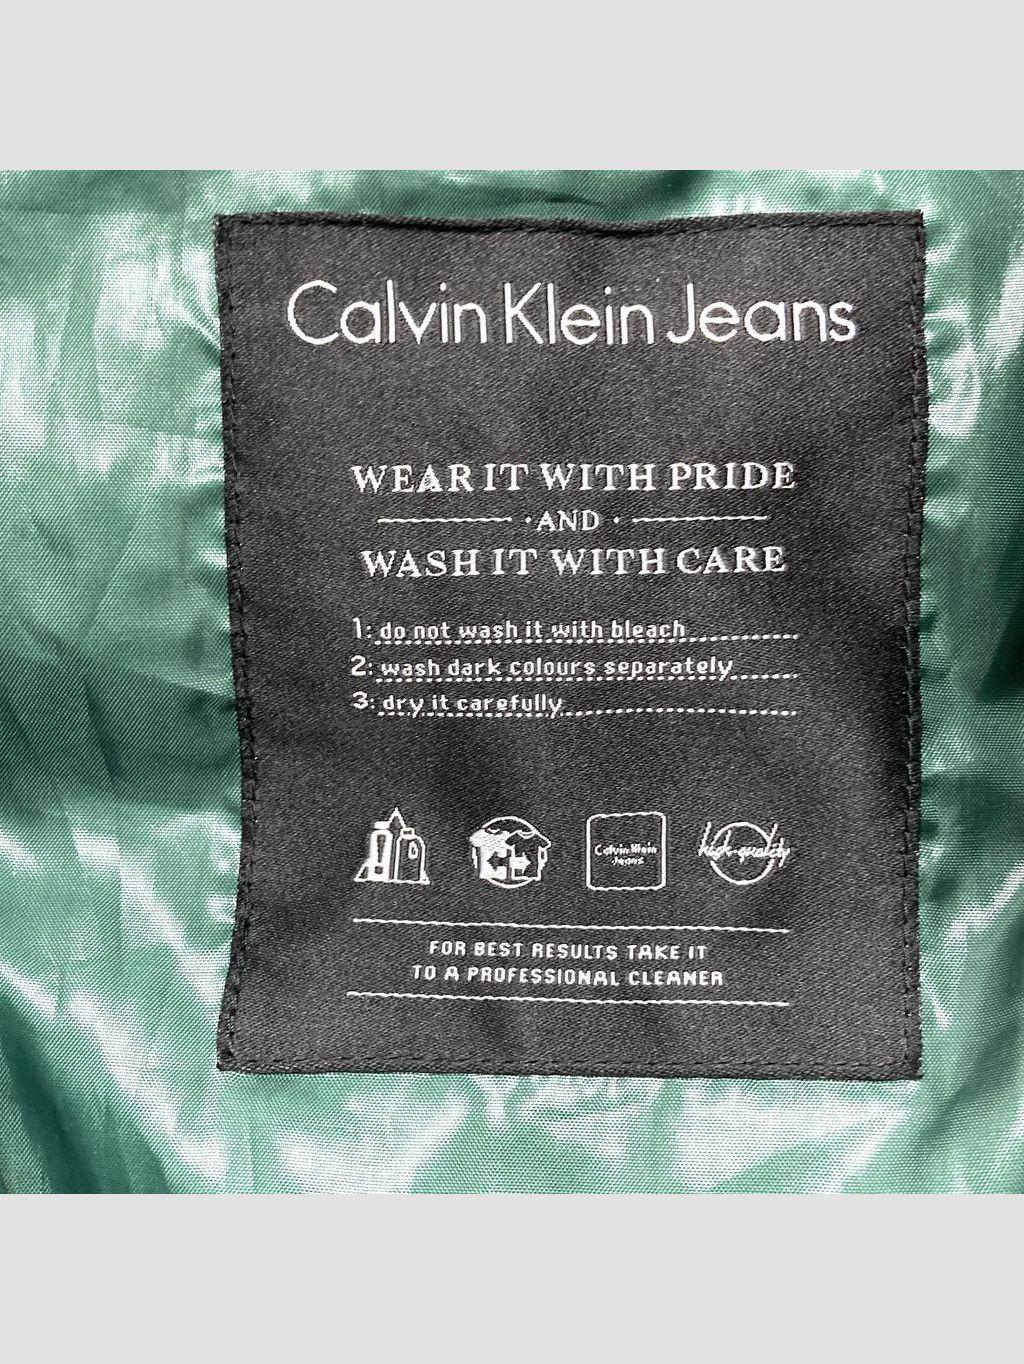 Calvin Klein Jeans
WEAR IT WITH PRIDE
· AND ·
WASH IT WITH CARE
1: do not wash it with bleach
2: wash dark colours separately
3: dry it carefully
Calvin Klein
Jeans
high-quality
FOR BEST RESULTS TAKE IT
TO A PROFESSIONAL CLEANER